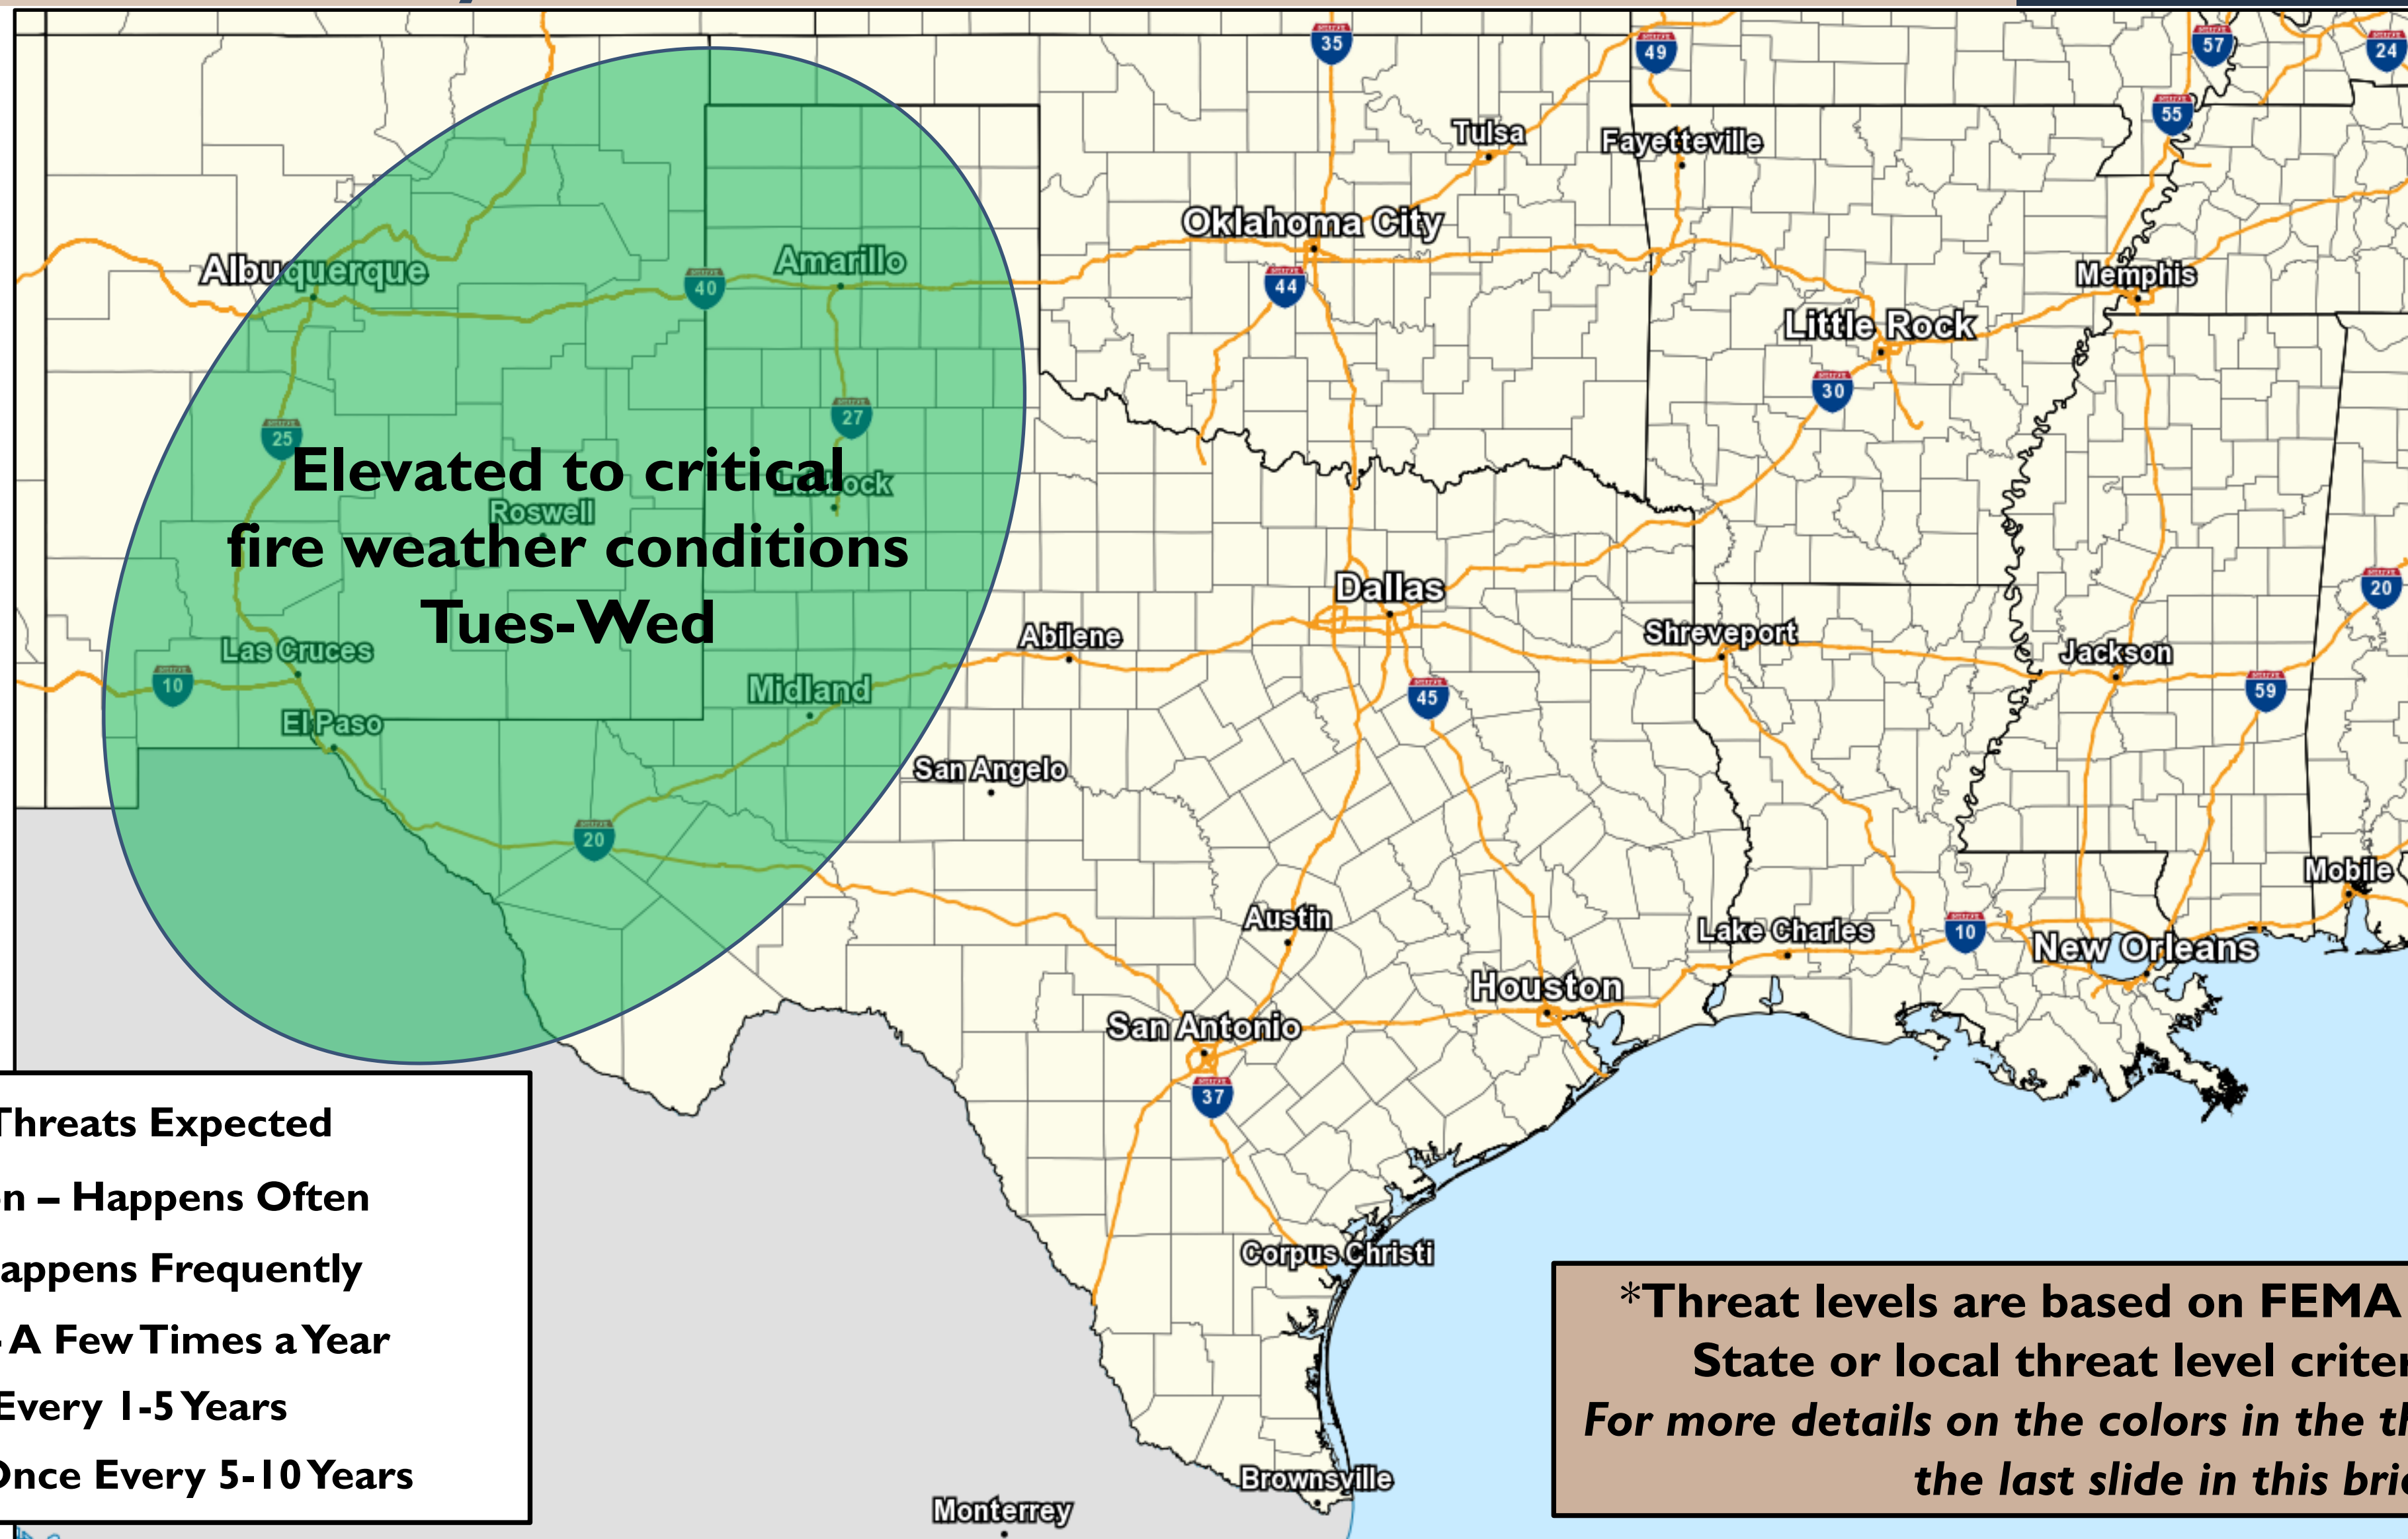 35
49
57
24
55
Tulsa
Fayetteville
Oklahoma City
Albuquerque
Amarillo
40
44
Memphis
Little Rock
30
25
27
Elevated to critical
Lubbock
Roswell
fire weather conditions
Tues-Wed
Dallas
20
Abilene
Shreveport
Jackson
Las Cruces
10
Midland
45
59
El Paso
San Angelo
20
Mobile
Austin
Lake Charles
10
New Orleans
Houston
San Antonio
37
Threats Expected
n – Happens Often
appens Frequently
- A Few Times a Year
Every 1-5 Years
Once Every 5-10 Years
Corpus Christi
*Threat levels are based on FEMA
State or local threat level criter
For more details on the colors in the th
the last slide in this brie
Brownsville
Monterrey